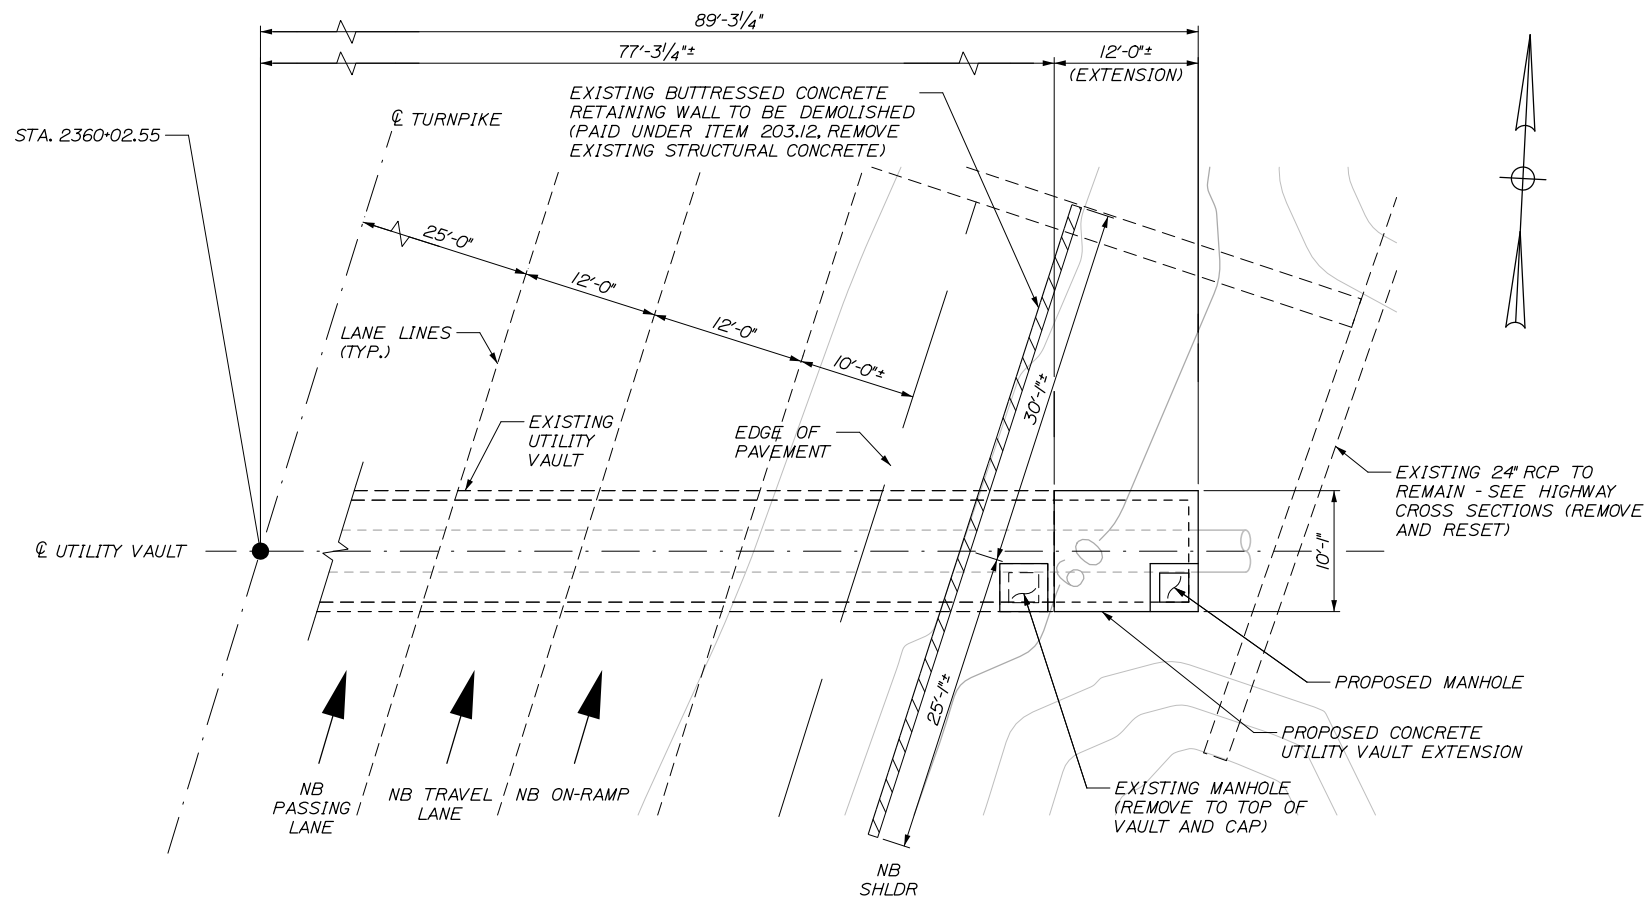 89'-3 1/4"
77'-3 1/4"±
12'-0"±
(EXTENSION)
EXISTING BUTTRESSED CONCRETE
RETAINING WALL TO BE DEMOLISHED
(PAID UNDER ITEM 203.12, REMOVE
EXISTING STRUCTURAL CONCRETE)
℄ TURNPIKE
STA. 2360+02.55
25'-0"
12'-0"
12'-0"
10'-0"±
LANE LINES
(TYP.)
30'-1"±
EXISTING
UTILITY
VAULT
EDGE OF
PAVEMENT
EXISTING 24" RCP TO
REMAIN - SEE HIGHWAY
CROSS SECTIONS (REMOVE
AND RESET)
℄ UTILITY VAULT
60
10'-1"
25'-1"±
PROPOSED MANHOLE
PROPOSED CONCRETE
UTILITY VAULT EXTENSION
NB
PASSING
LANE
NB TRAVEL
LANE
NB ON-RAMP
EXISTING MANHOLE
(REMOVE TO TOP OF
VAULT AND CAP)
NB
SHLDR